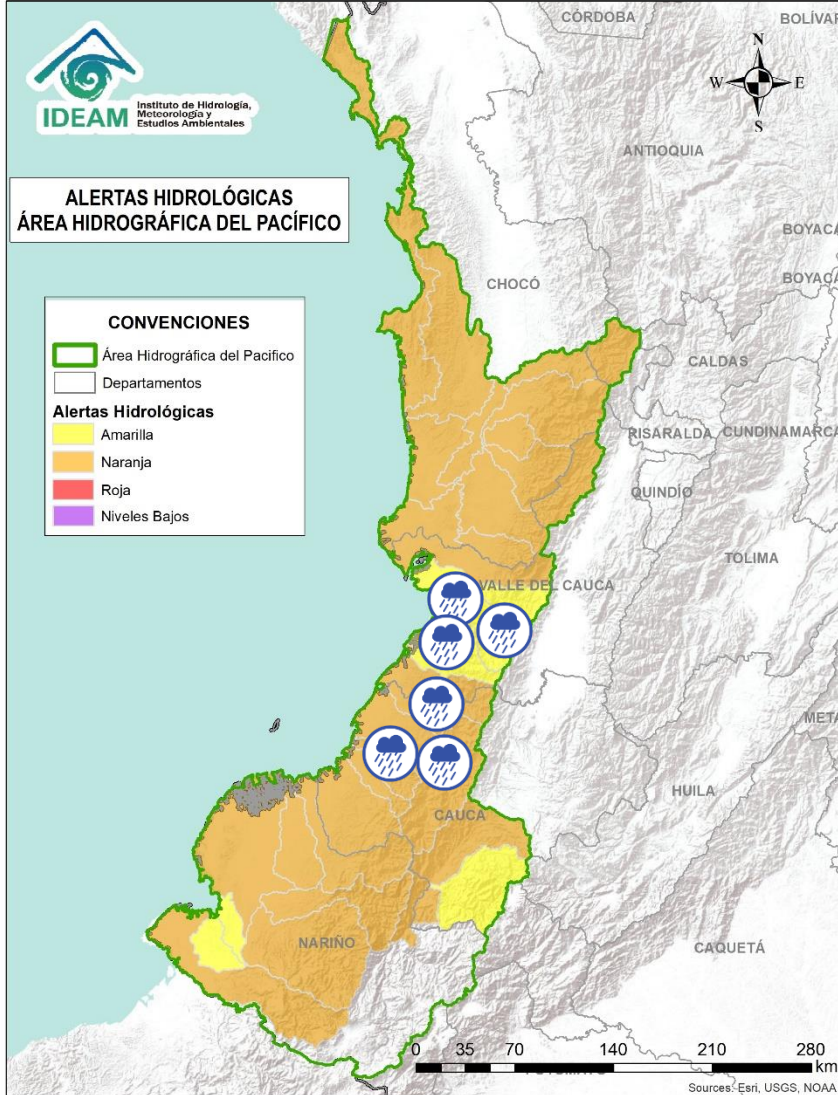 IDEAM
Instituto de Hidrología,
Meteorología y
Estudios Ambientales
ALERTAS HIDROLÓGICAS
ÁREA HIDROGRÁFICA DEL PACÍFICO
CONVENCIONES
Área Hidrográfica del Pacifico
Departamentos
Alertas Hidrológicas
Amarilla
Naranja
Roja
Niveles Bajos
N
W E
S
CÓRDOBA
BOLÍVAR
ANTIOQUIA
BOYACÁ
CHOCÓ
BOYACÁ
CALDAS
RISARALDA
CUNDINAMARCA
QUINDÍO
TOLIMA
VALLE DEL CAUCA
META
HUILA
CAUCA
NARIÑO
CAQUETÁ
0 35 70 140 210 280
km
Sources: Esri, USGS, NOAA